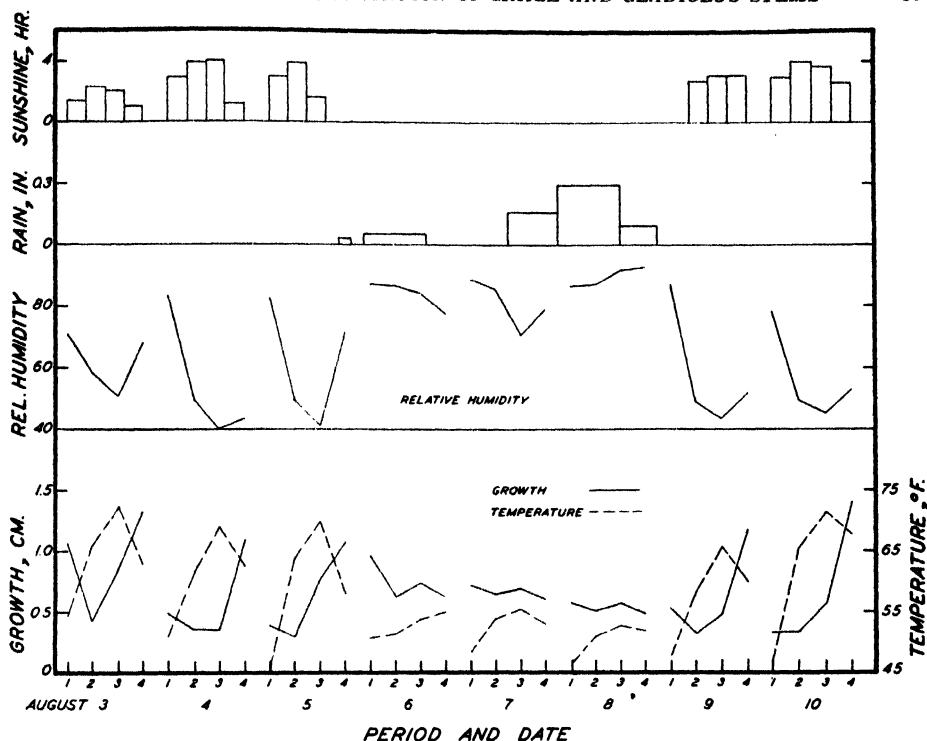 SUNSHINE, HR.
4
0
RAIN, IN.
0.3
0
REL. HUMIDITY
80
60
40
RELATIVE HUMIDITY
GROWTH, CM.
1.5
1.0
0.5
0
GROWTH
TEMPERATURE
TEMPERATURE, °F.
75
65
55
45
1 2 3 4 1 2 3 4 1 2 3 4 1 2 3 4 1 2 3 4 1 2 3 4 1 2 3 4 1 2 3 4
AUGUST 3 4 5 6 7 8 9 10
PERIOD AND DATE